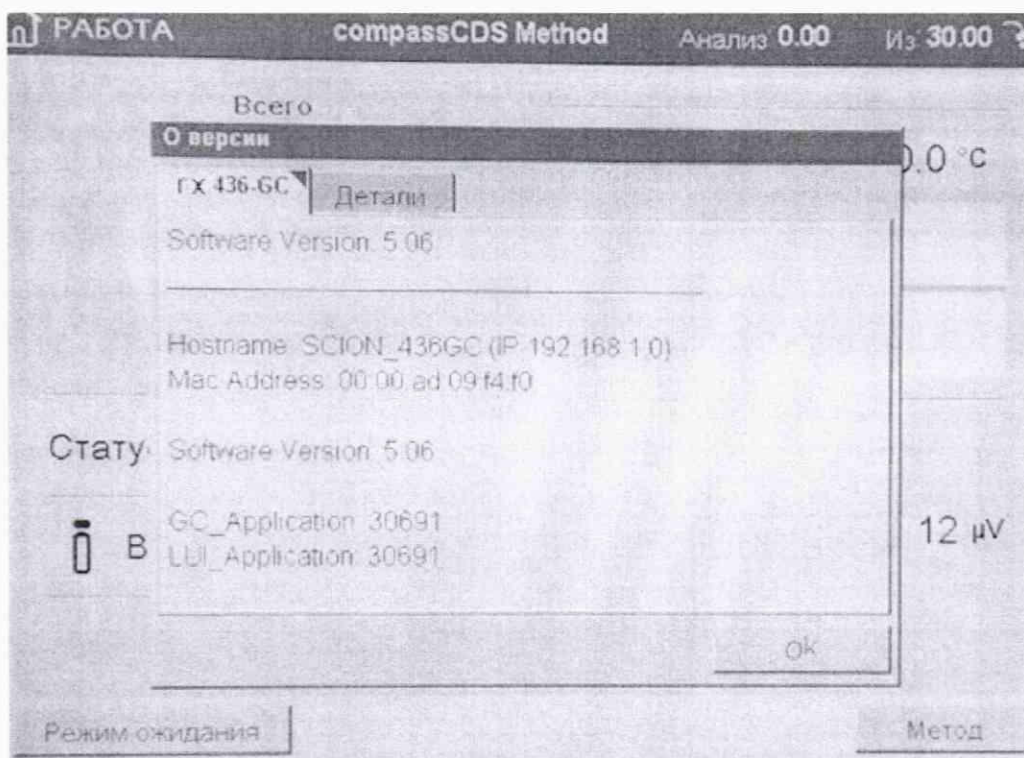 РАБОТА compassCDS Method Анализ 0.00 Из 30.00
Всего
О версии
0.0 °C
ГХ 436-GC Детали
Software Version: 5.06
Hostname: SCION_436GC (IP 192.168.1.0)
Mac Address: 00:00:ad:09:f4:f0
Стату Software Version: 5.06
GC_Application: 30691
В 12 µV
LUI_Application: 30691
Ok
Режим ожидания Метод